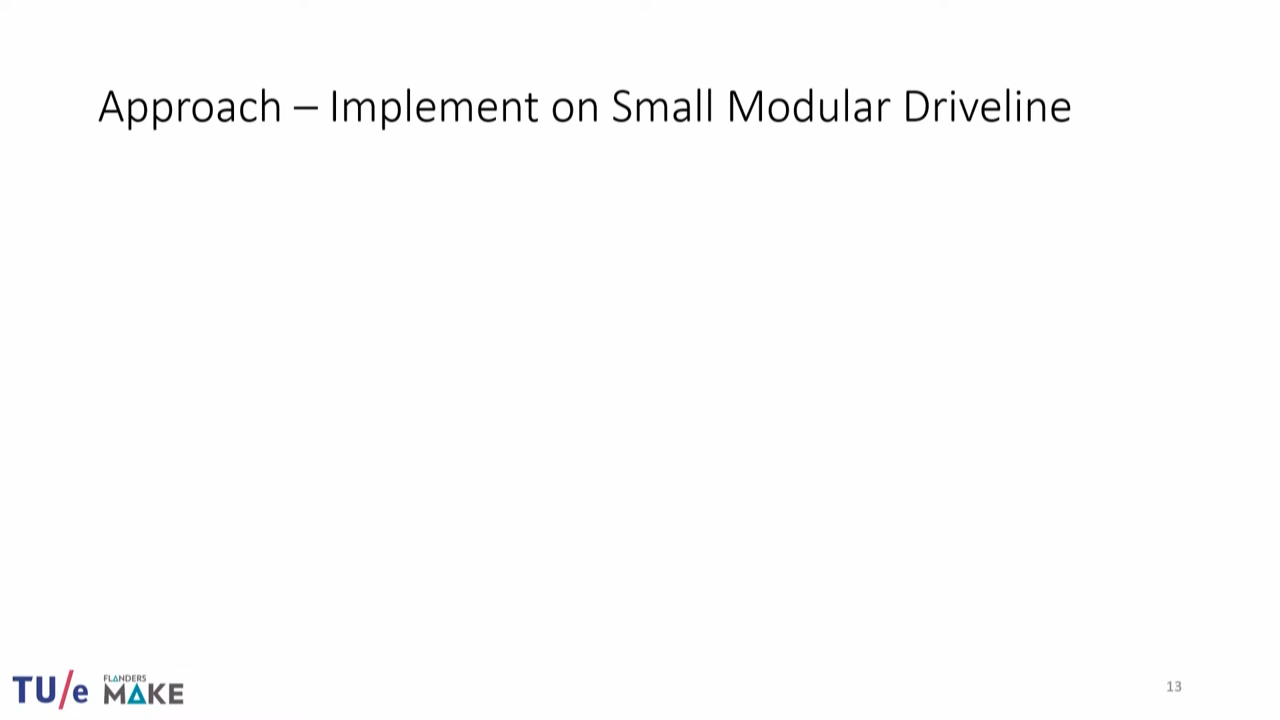 Approach – Implement on Small Modular Driveline
TU/e
FLANDERS
MAKE
13